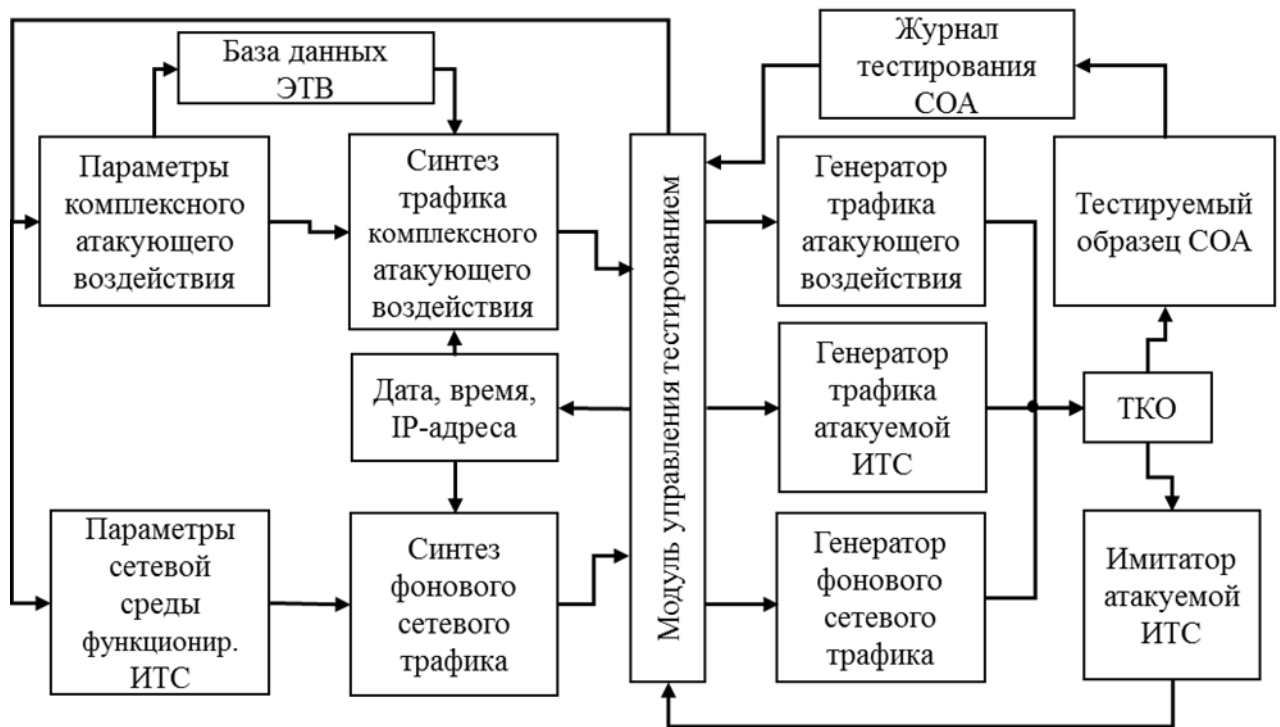 База данных
ЭТВ
Журнал
тестирования
СОА
Параметры
комплексного
атакующего
воздействия
Синтез
трафика
комплексного
атакующего
воздействия
Модуль управления тестированием
Генератор
трафика
атакующего
воздействия
Тестируемый
образец СОА
Дата, время,
IP-адреса
Генератор
трафика
атакуемой
ИТС
ТКО
Параметры
сетевой
среды
функционир.
ИТС
Синтез
фонового
сетевого
трафика
Генератор
фонового
сетевого
трафика
Имитатор
атакуемой
ИТС